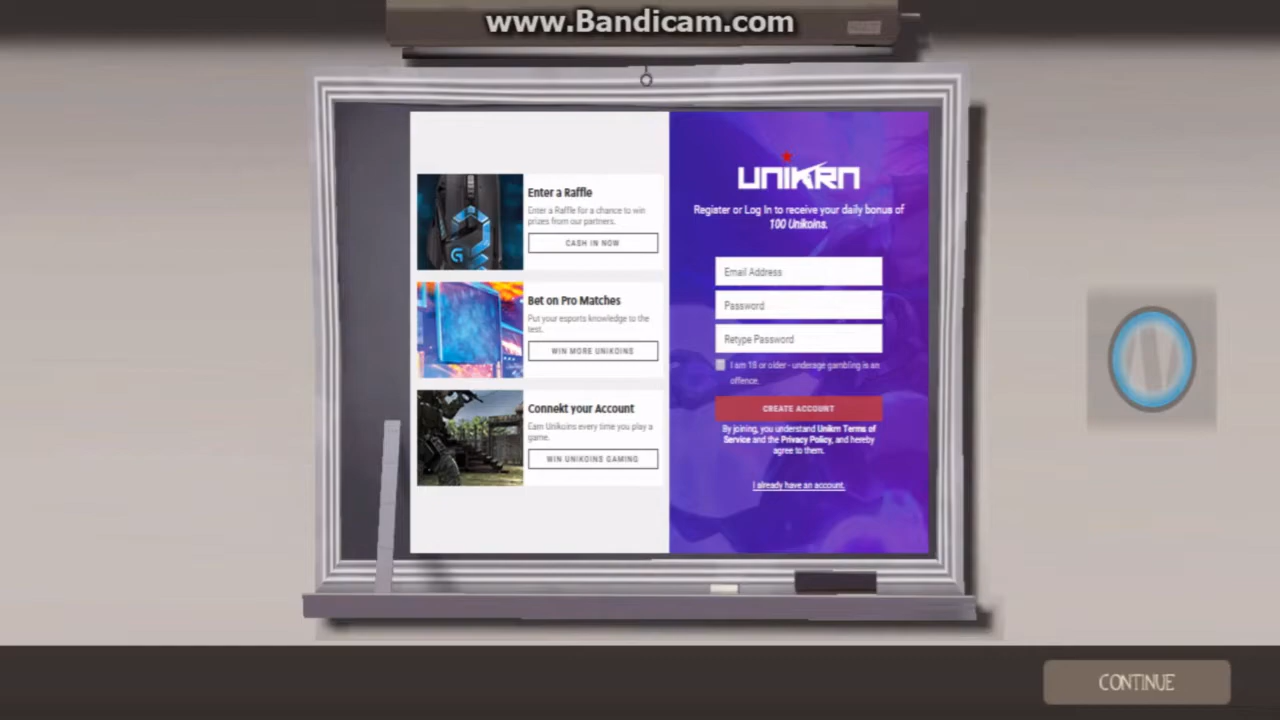 www.Bandicam.com
Enter a Raffle
Enter a Raffle for a chance to win
prizes from our partners.
CASH IN NOW
Bet on Pro Matches
Put your esports knowledge to the
test.
WIN MORE UNIKOINS
Connekt your Account
Earn Unikoins every time you play a
game.
WIN UNIKOINS GAMING
UNIKRN
Register or Log In to receive your daily bonus of
100 Unikoins.
Email Address
Password
Retype Password
I am 18 or older - underage gambling is an
offence.
CREATE ACCOUNT
By joining, you understand Unikrn Terms of
Service and the Privacy Policy, and hereby
agree to them.
I already have an account.
CONTINUE